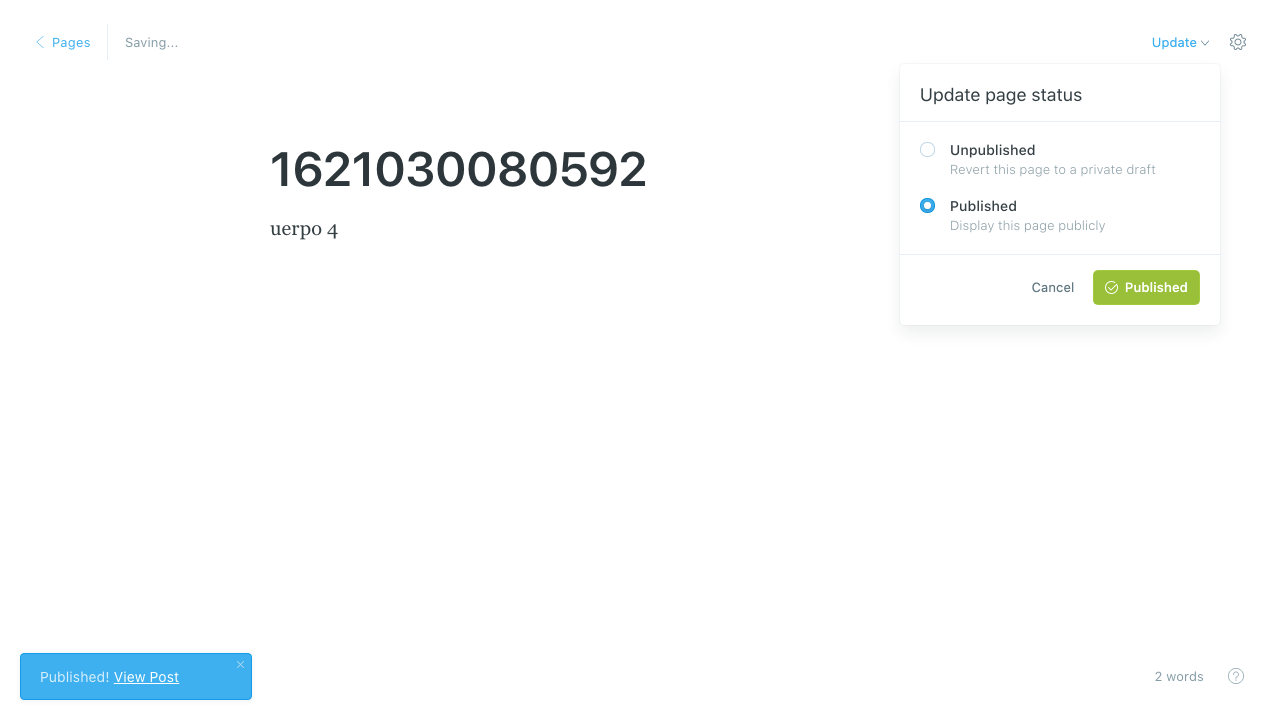 Pages
Saving...
Update
Update page status
Unpublished
Revert this page to a private draft
Published
Display this page publicly
Cancel
Published
1621030080592
uerpo 4
Published! View Post
2 words